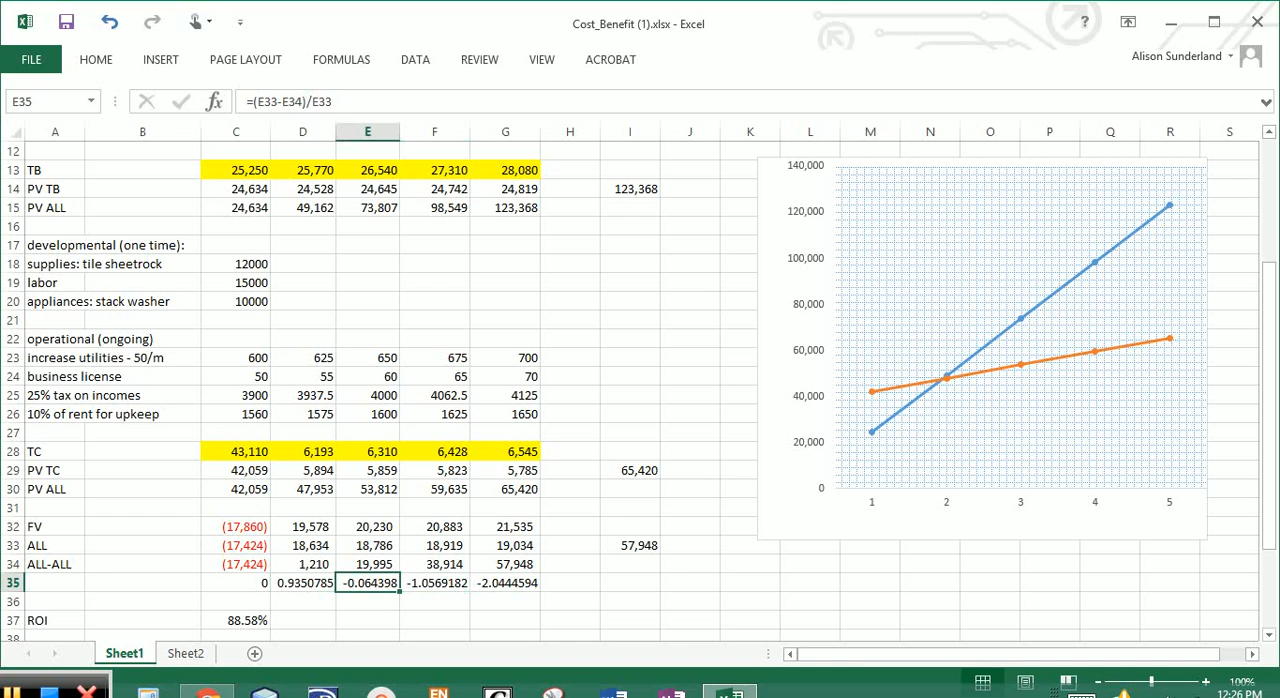 Cost_Benefit (1).xlsx - Excel
?
FILE HOME INSERT PAGE LAYOUT FORMULAS DATA REVIEW VIEW ACROBAT Alison Sunderland
E35 fx =(E33-E34)/E33
A B C D E F G H I J K L M N O P Q R S
12
13 TB 25,250 25,770 26,540 27,310 28,080
14 PV TB 24,634 24,528 24,645 24,742 24,819 123,368
15 PV ALL 24,634 49,162 73,807 98,549 123,368
16
17 developmental (one time):
18 supplies: tile sheetrock 12000
19 labor 15000
20 appliances: stack washer 10000
21
22 operational (ongoing)
23 increase utilities - 50/m 600 625 650 675 700
24 business license 50 55 60 65 70
25 25% tax on incomes 3900 3937.5 4000 4062.5 4125
26 10% of rent for upkeep 1560 1575 1600 1625 1650
27
28 TC 43,110 6,193 6,310 6,428 6,545
29 PV TC 42,059 5,894 5,859 5,823 5,785 65,420
30 PV ALL 42,059 47,953 53,812 59,635 65,420
31
32 FV (17,860) 19,578 20,230 20,883 21,535
33 ALL (17,424) 18,634 18,786 18,919 19,034 57,948
34 ALL-ALL (17,424) 1,210 19,995 38,914 57,948
35 0 0.9350785 -0.064398 -1.0569182 -2.0444594
36
37 ROI 88.58%
38
140,000
120,000
100,000
80,000
60,000
40,000
20,000
0
1 2 3 4 5
Sheet1 Sheet2
100%
EN
12:26 PM